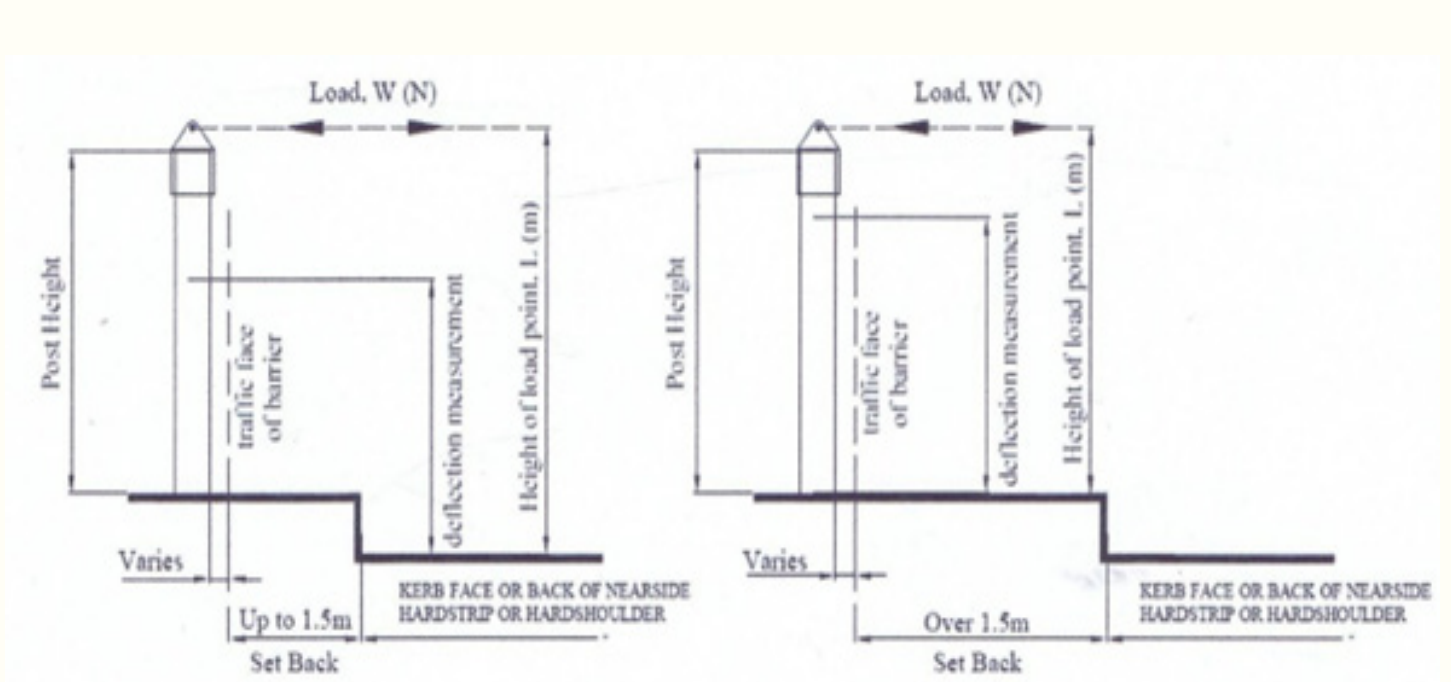 Load, W (N)
Post Height
traffic face
of barrier
deflection measurement
Height of load point, L (m)
Varies
KERB FACE OR BACK OF NEARSIDE
HARDSTRIP OR HARDSHOULDER
Up to 1.5m
Set Back
Load, W (N)
Post Height
traffic face
of barrier
deflection measurement
Height of load point, L (m)
Varies
KERB FACE OR BACK OF NEARSIDE
HARDSTRIP OR HARDSHOULDER
Over 1.5m
Set Back